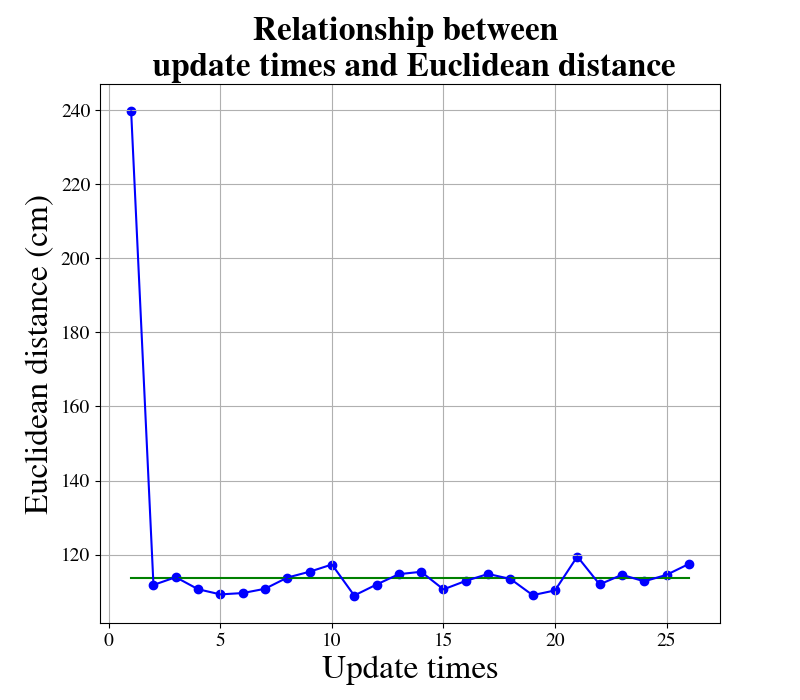 Relationship between
update times and Euclidean distance
240
220
200
180
160
140
120
Euclidean distance (cm)
0 5 10 15 20 25
Update times